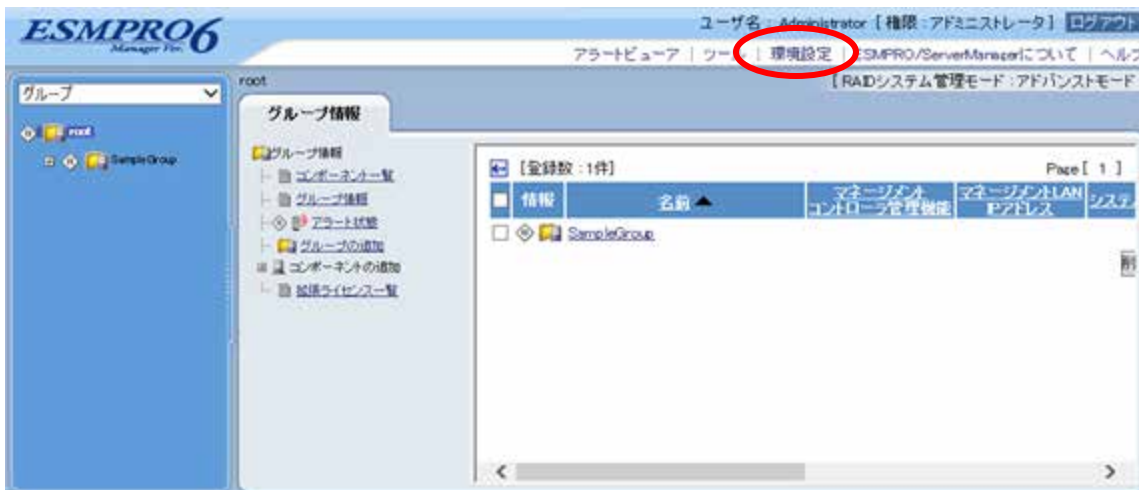 ESMPRO6
Manager Ver.
ユーザ名 : Administrator [ 権限 : アドミニストレータ ] ログアウト
アラートビューア | ツール | 環境設定 | ESMPRO/ServerManagerについて | ヘルプ
グループ
root
SampleGroup
root
[ RAIDシステム管理モード : アドバンストモード
グループ情報
グループ情報
コンポーネント一覧
グループ情報
アラート状態
グループの追加
コンポーネントの追加
拡張ライセンス一覧
[登録数 : 1件]
Page [ 1 ]
情報 名前▲ マネージメントコントローラ管理機能 マネージメントLAN IPアドレス システ
SampleGroup
削